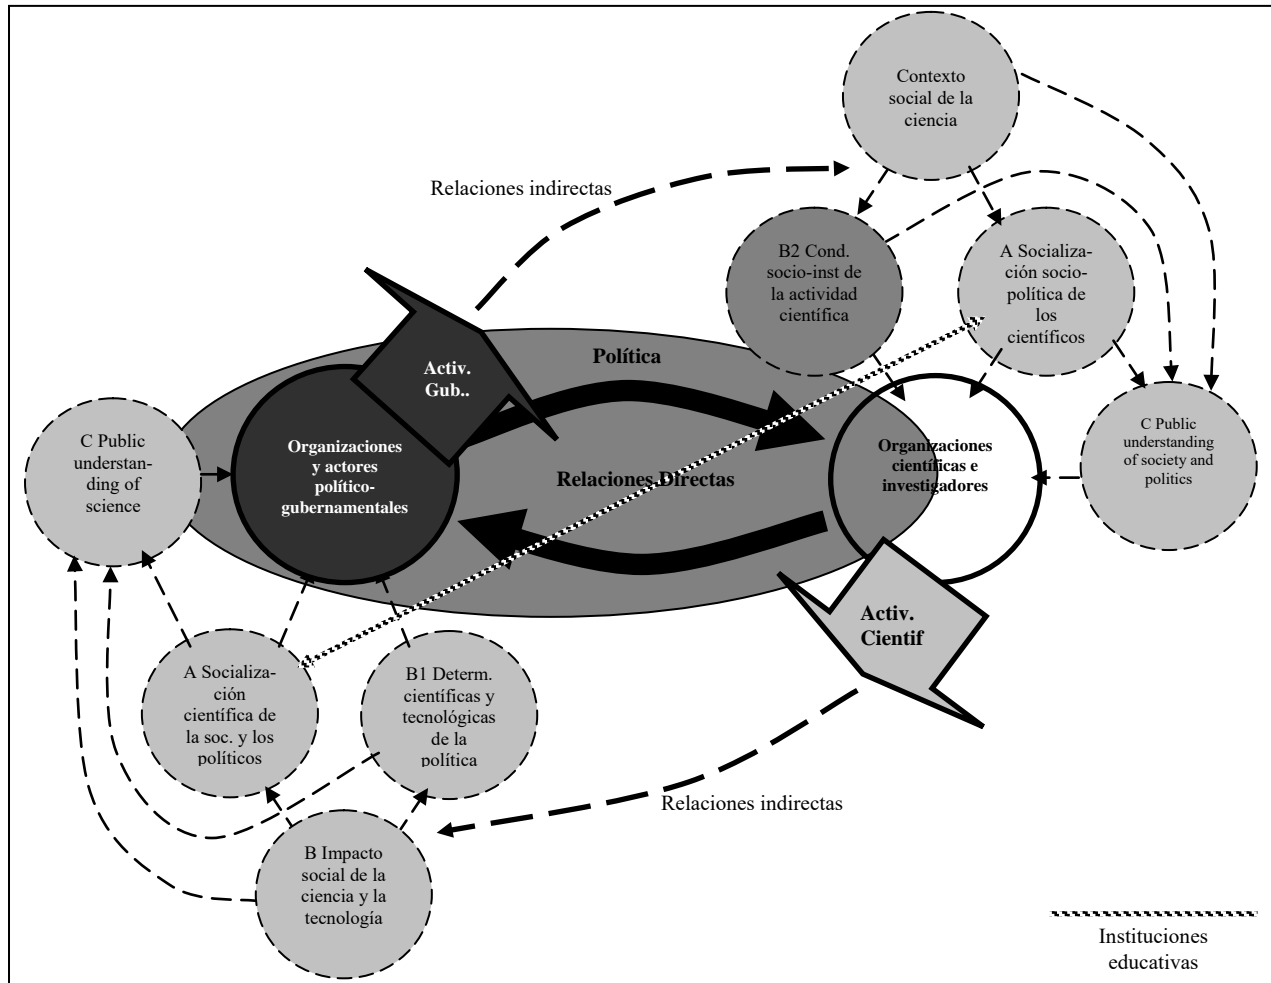 Contexto
social de la
ciencia
Relaciones indirectas
B2 Cond.
socio-inst de
la actividad
científica
A Socializa-
ción socio-
política de
los
científicos
Política
Activ.
Gub..
C Public
understan-
ding of
science
Organizaciones
y actores
político-
gubernamentales
Relaciones Directas
Organizaciones
científicas e
investigadores
C Public
understanding
of society and
politics
Activ.
Cientif
A Socializa-
ción
científica de
la soc. y los
políticos
B1 Determ.
científicas y
tecnológicas
de la
política
Relaciones indirectas
B Impacto
social de la
ciencia y la
tecnología
Instituciones
educativas